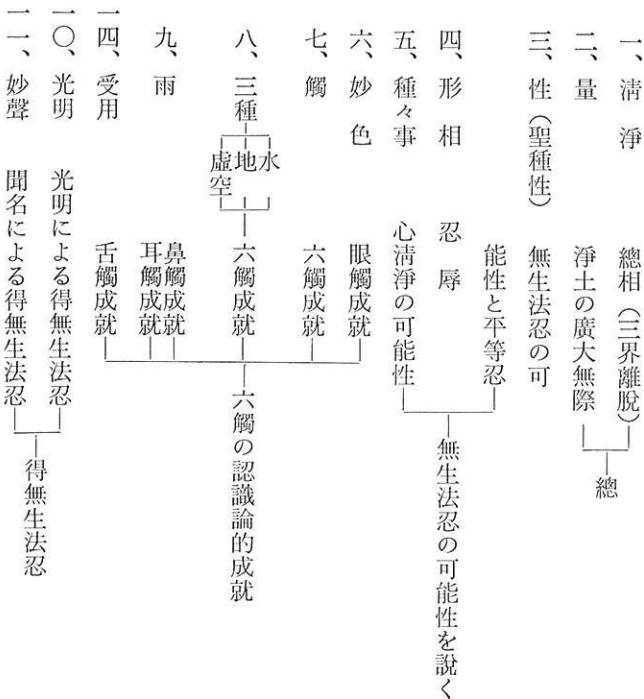 一、淸淨　總相（三界離脫）
二、量　淨土の廣大無際
總
三、性（聖種性）　無生法忍の可
能性と平等忍
四、形相　忍辱
五、種々事　心淸淨の可能性
無生法忍の可能性を說く
六、妙色　眼觸成就
七、觸　六觸成就
八、三種　水　地　虛空　六觸成就
九、雨　鼻觸成就
耳觸成就
一四、受用　舌觸成就
六觸の認識論的成就
一〇、光明　光明による得無生法忍
一一、妙聲　聞名による得無生法忍
得無生法忍